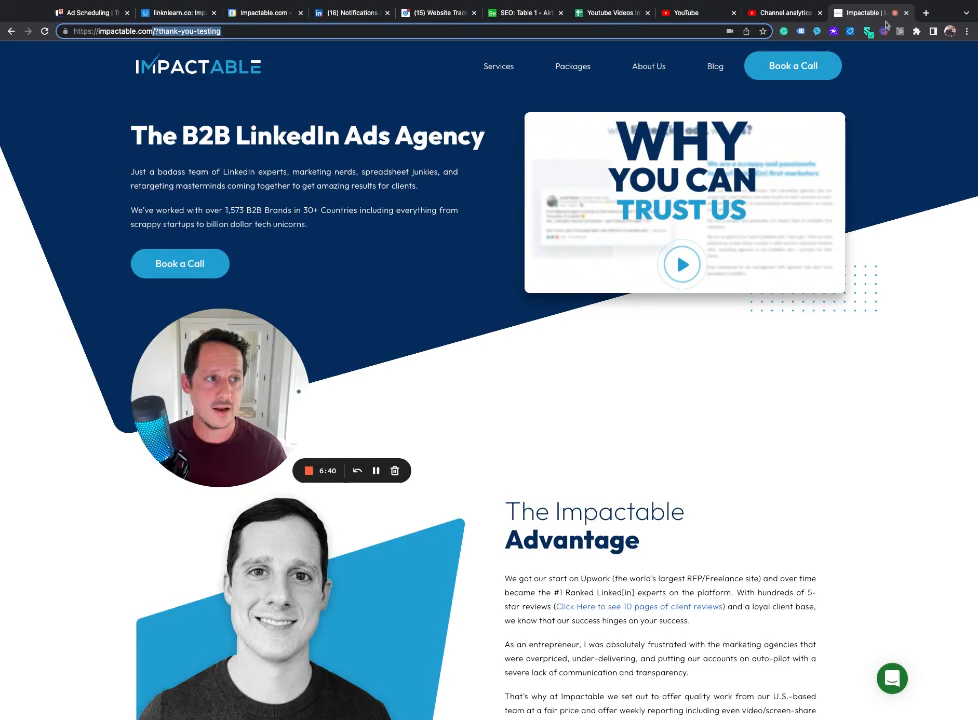 Ad Scheduling | T
linknlearn.co: Imp
Impactable.com -
(16) Notifications
(15) Website Trac
SEO: Table 1 - Airt
Youtube Videos In
YouTube
Channel analytics
Impactable |
https://impactable.com/?thank-you-testing
IMPACTABLE
Services
Packages
About Us
Blog
Book a Call
The B2B LinkedIn Ads Agency
Just a badass team of LinkedIn experts, marketing nerds, spreadsheet junkies, and
retargeting masterminds coming together to get amazing results for clients.
We've worked with over 1,573 B2B Brands in 30+ Countries including everything from
scrappy startups to billion dollar tech unicorns.
Book a Call
WHY
YOU CAN
TRUST US
6:40
The Impactable
Advantage
We got our start on Upwork (the world's largest RFP/Freelance site) and over time
became the #1 Ranked Linked[in] experts on the platform. With hundreds of 5-
star reviews (Click Here to see 10 pages of client reviews) and a loyal client base,
we know that our success hinges on your success.
As an entrepreneur, I was absolutely frustrated with the marketing agencies that
were overpriced, under-delivering, and putting our accounts on auto-pilot with a
severe lack of communication and transparency.
That's why at Impactable we set out to offer quality work from our U.S.-based
team at a fair price and offer weekly reporting including even video/screen-share